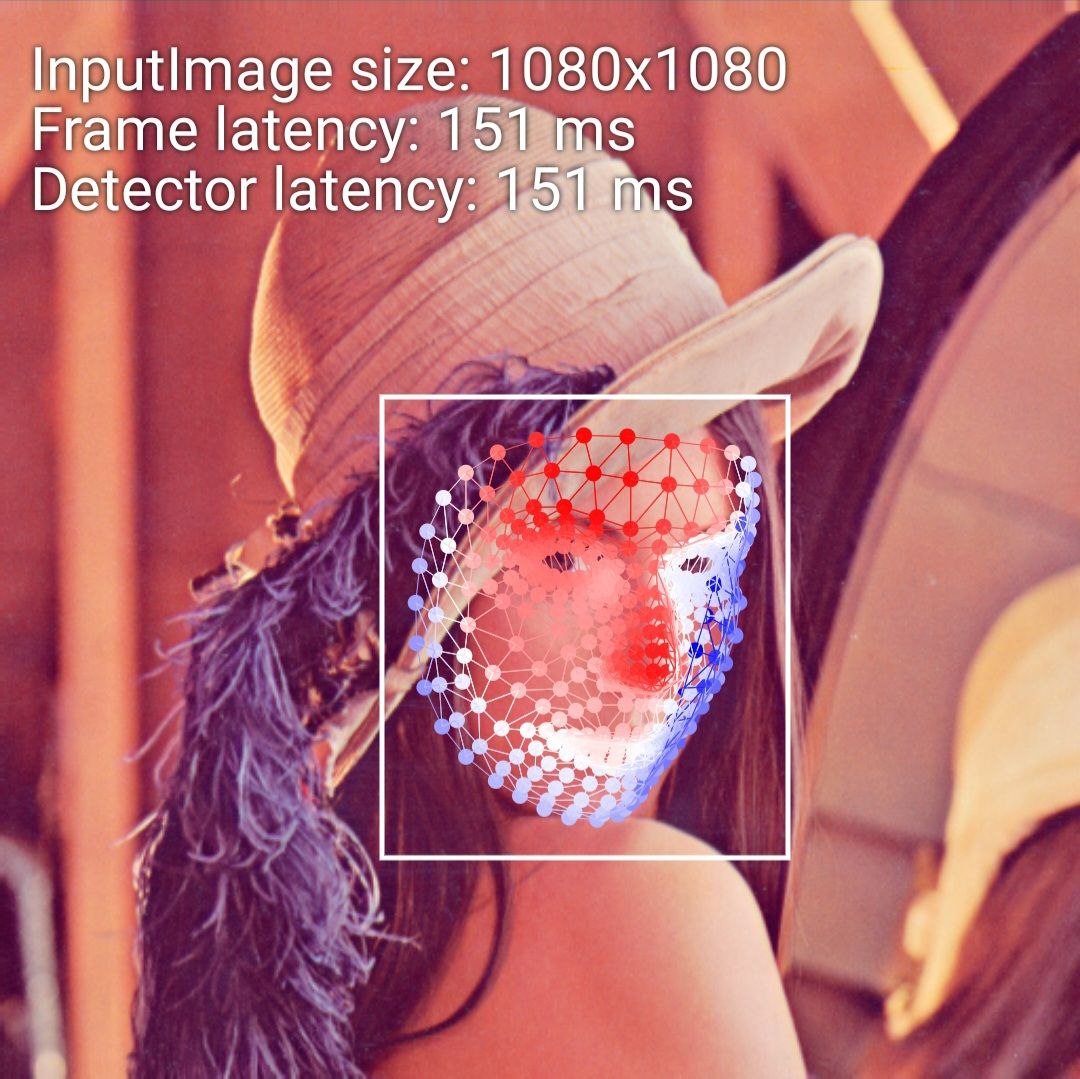 InputImage size: 1080x1080
Frame latency: 151 ms
Detector latency: 151 ms